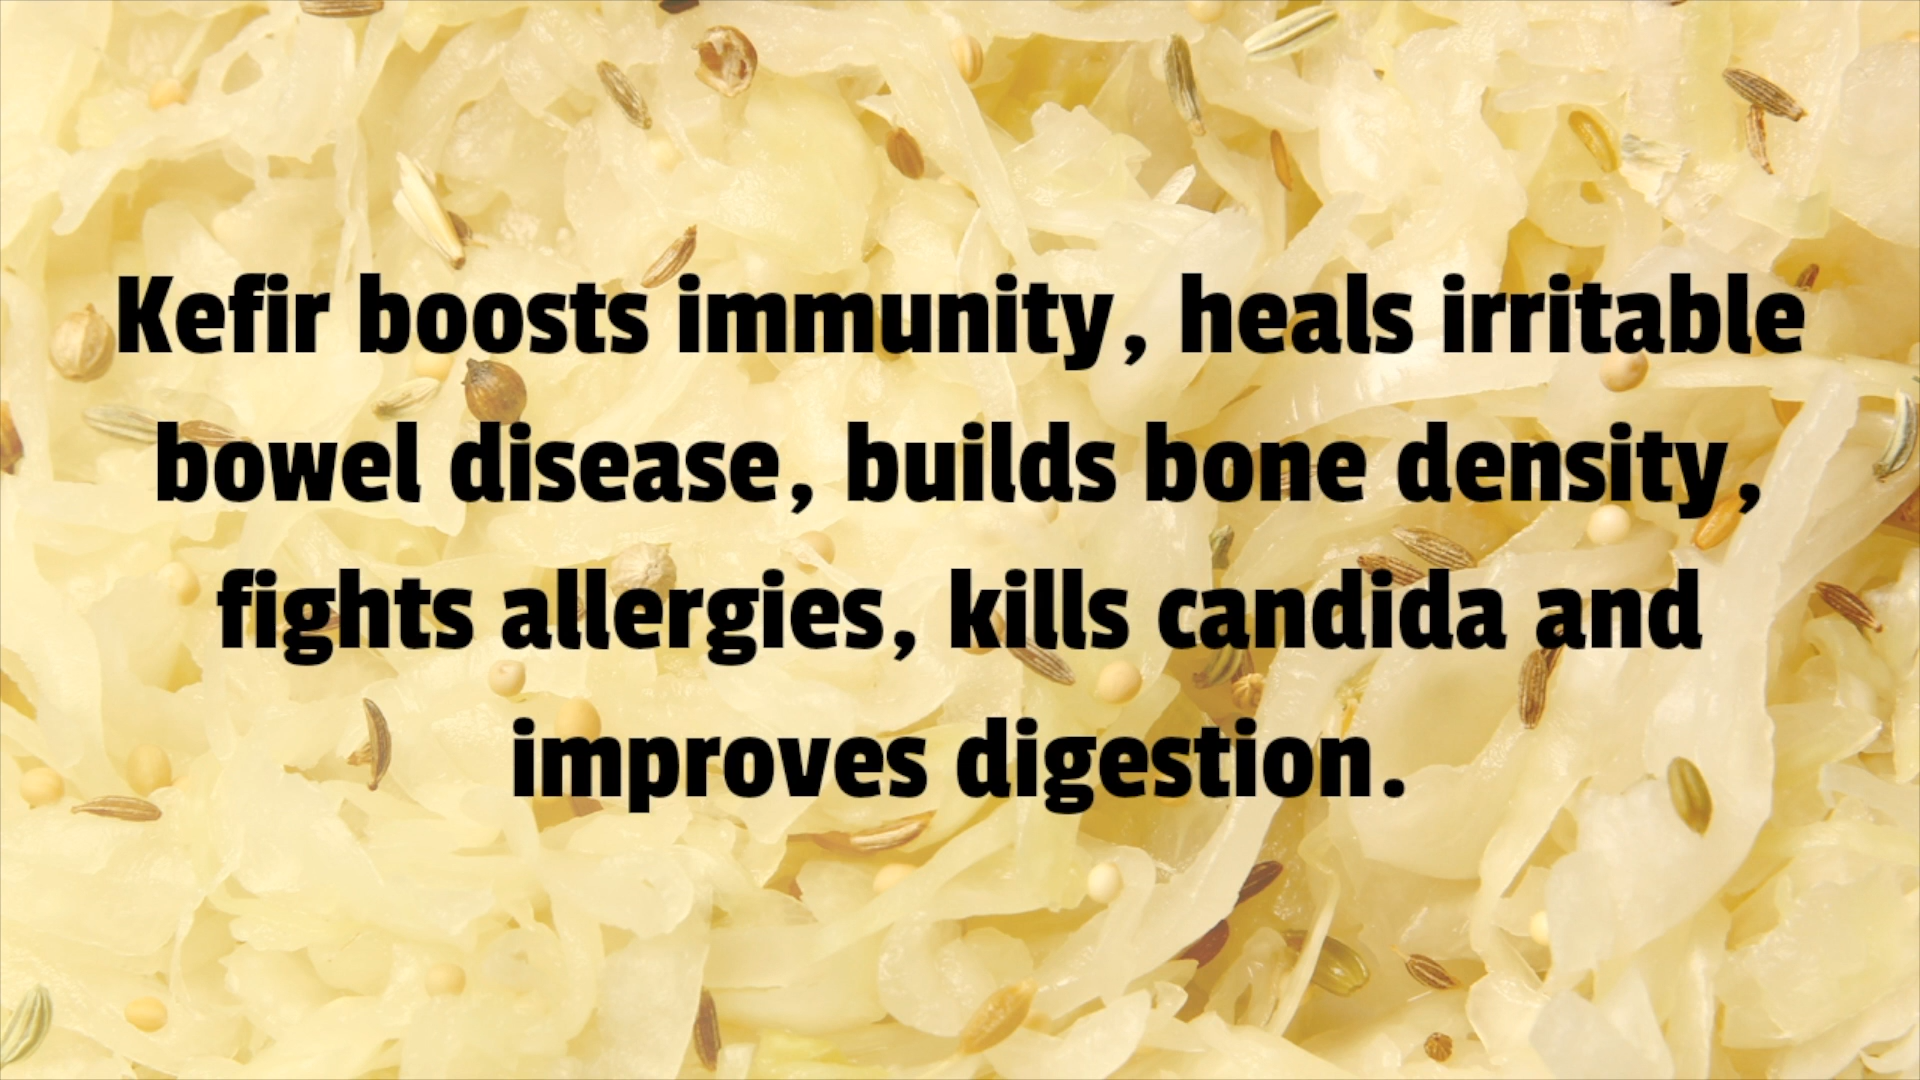 Kefir boosts immunity, heals irritable
bowel disease, builds bone density,
fights allergies, kills candida and
improves digestion.